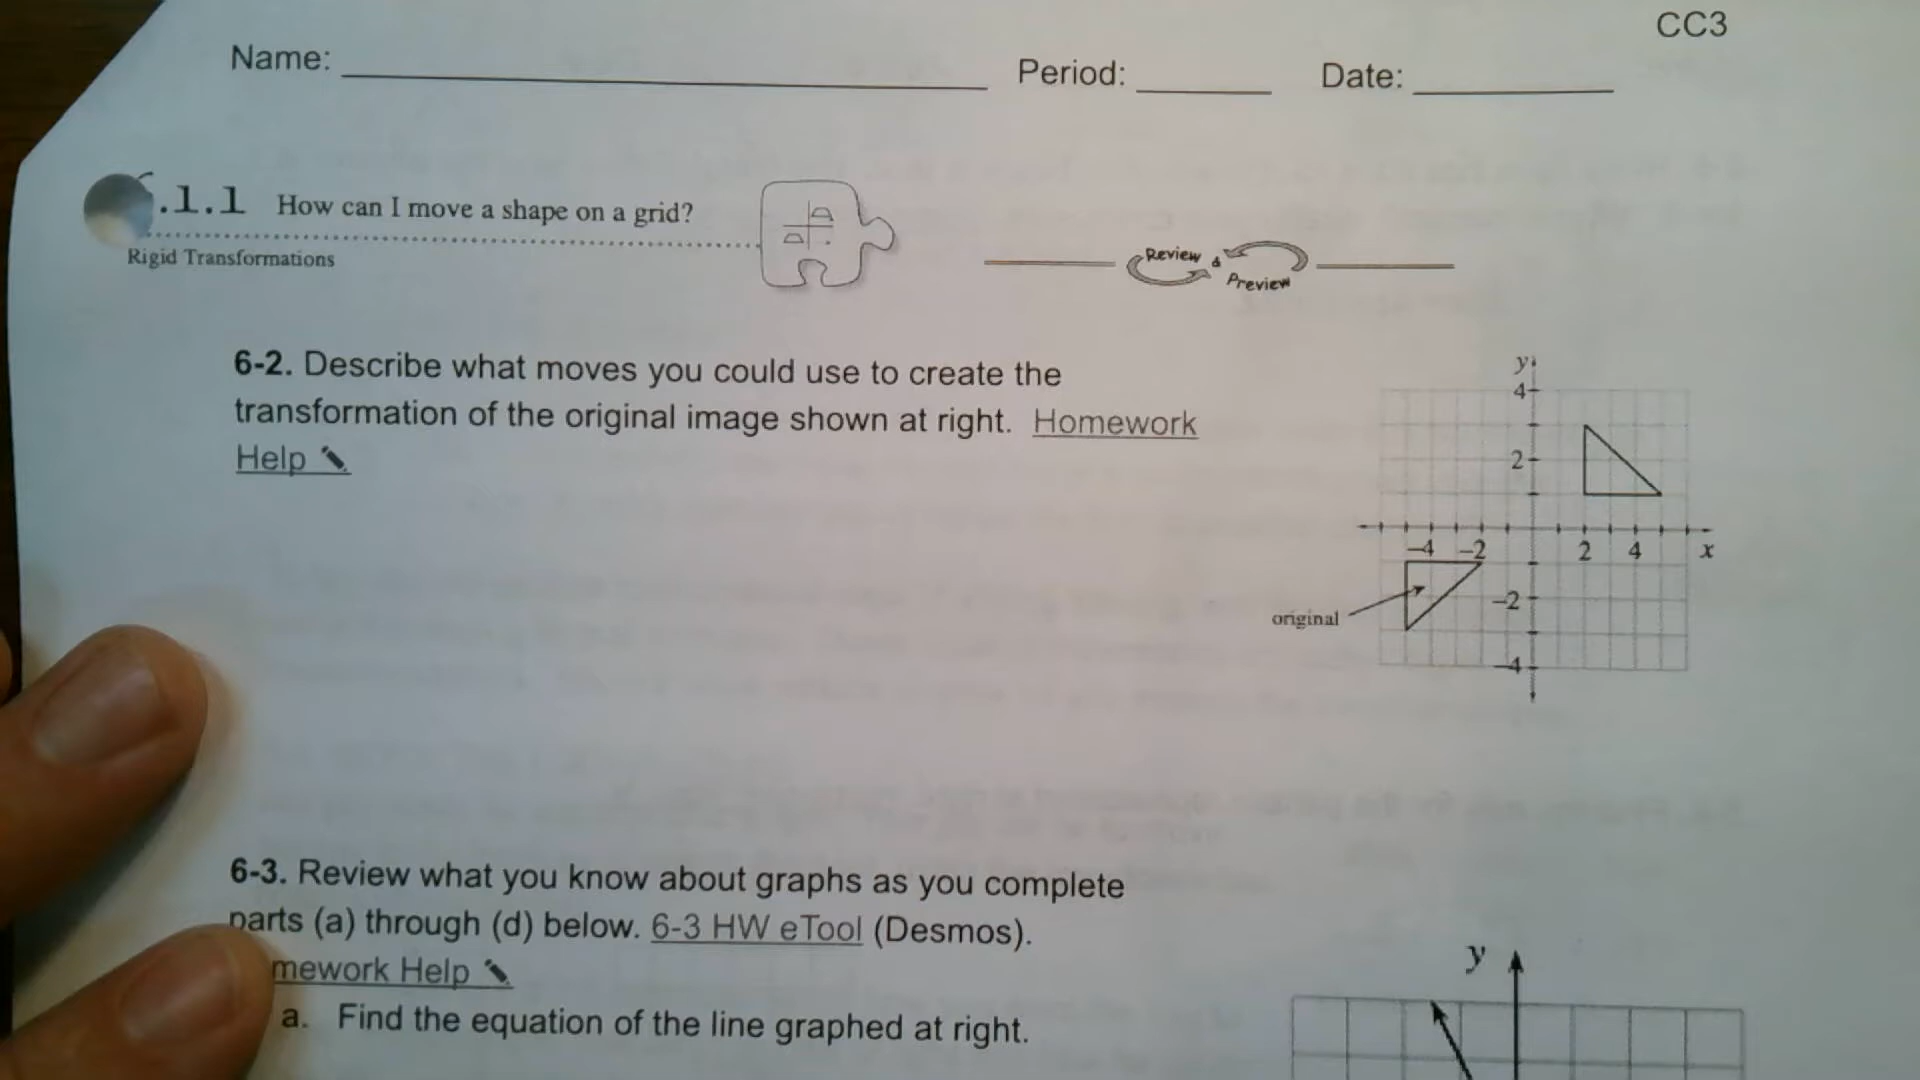 CC3
Name: Period: Date:
.1.1 How can I move a shape on a grid?
Rigid Transformations
Review &
Preview
6-2. Describe what moves you could use to create the
transformation of the original image shown at right. Homework
Help
y
4
2
-4 -2 2 4 x
-2
original
-4
6-3. Review what you know about graphs as you complete
parts (a) through (d) below. 6-3 HW eTool (Desmos).
mework Help
a. Find the equation of the line graphed at right.
y